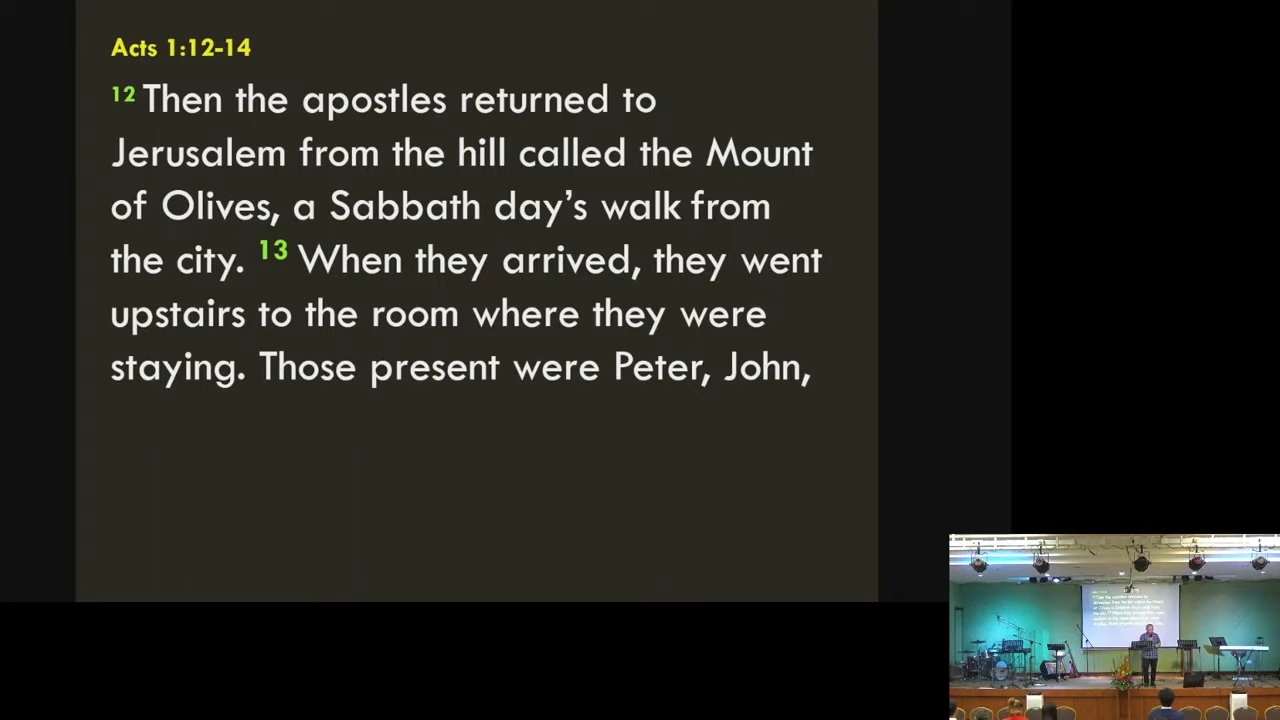 Acts 1:12-14
12 Then the apostles returned to
Jerusalem from the hill called the Mount
of Olives, a Sabbath day’s walk from
the city. 13 When they arrived, they went
upstairs to the room where they were
staying. Those present were Peter, John,